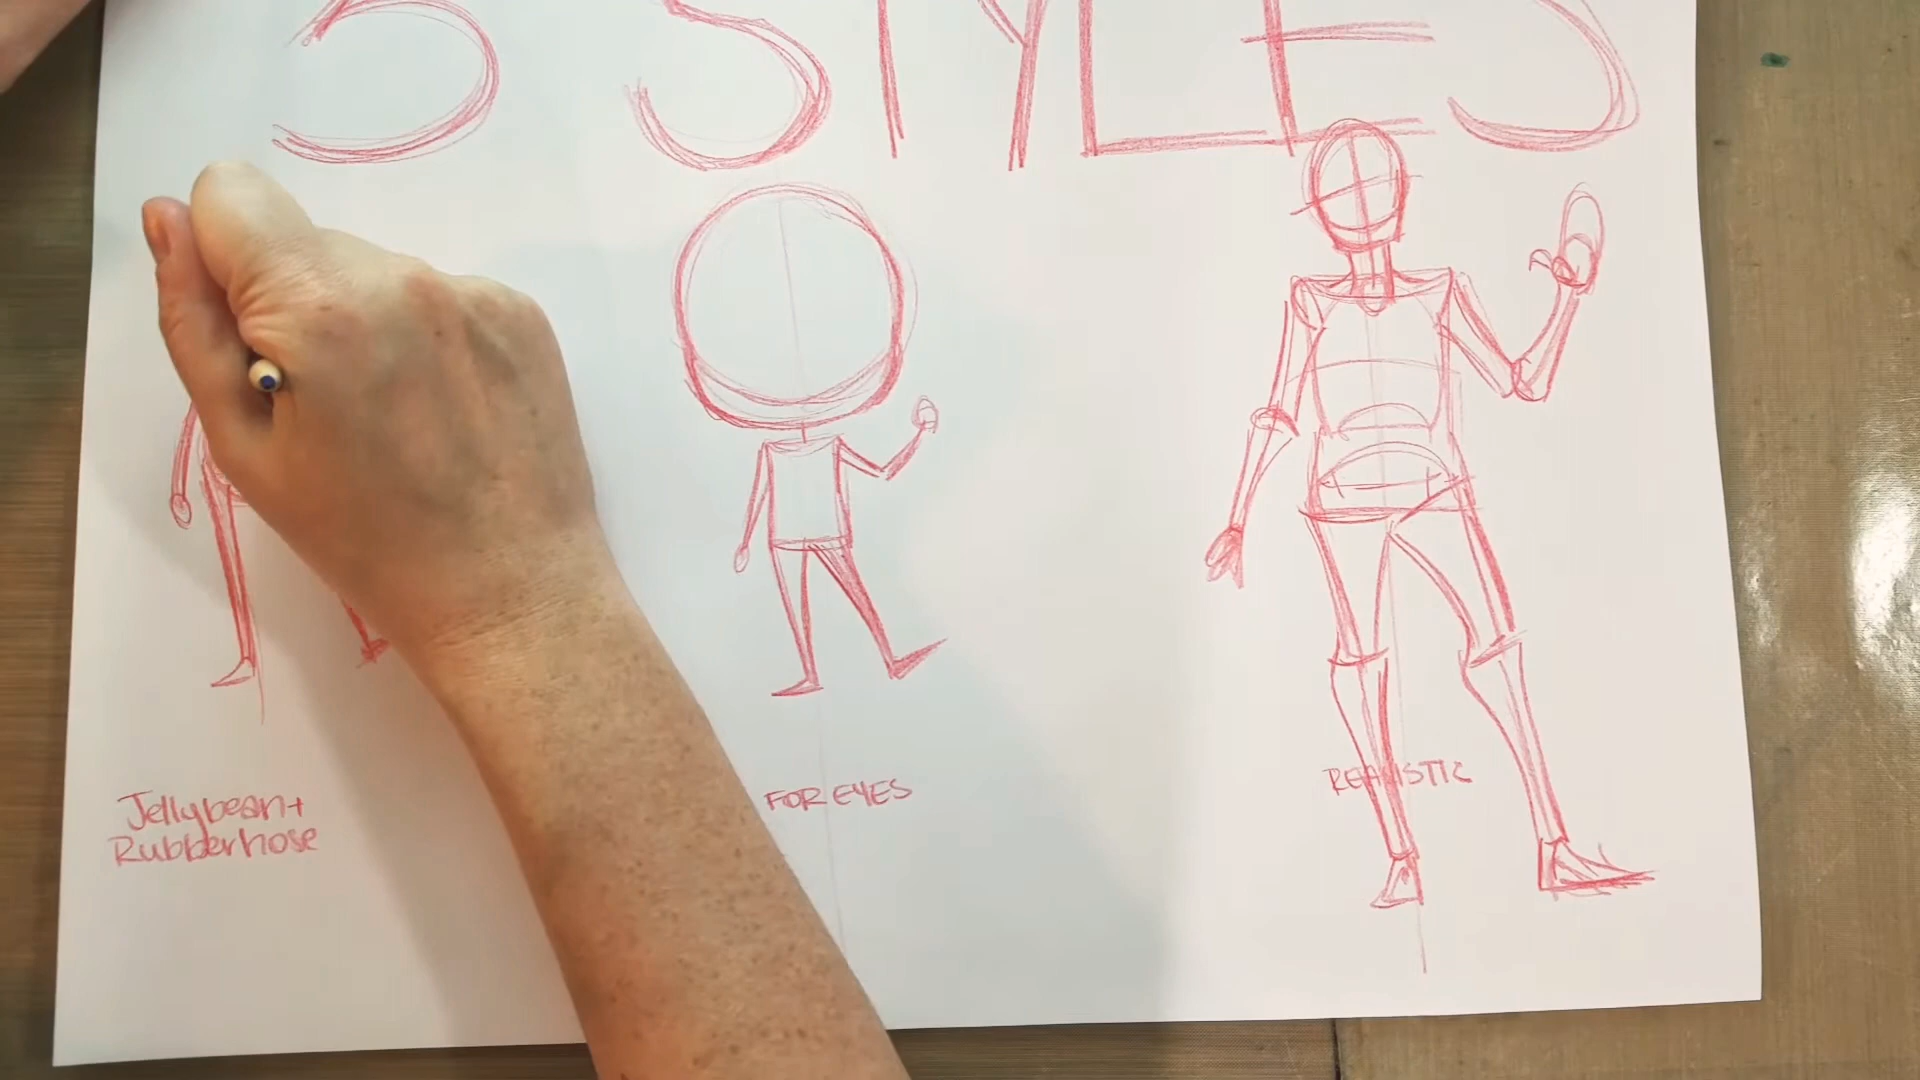 3 STYLES
Jellybean+
Rubberhose
FOR EYES
REALISTIC